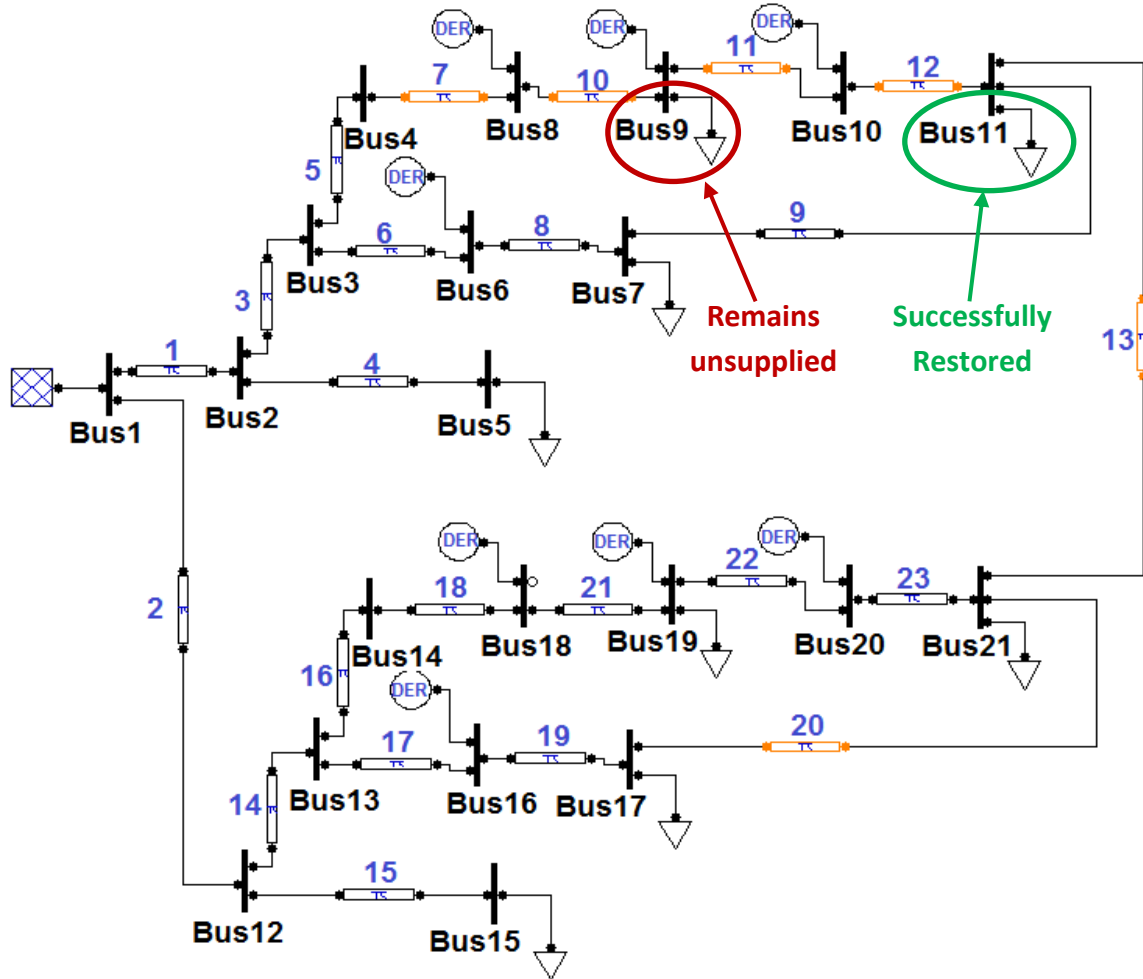 DER
DER
DER
7
10
11
12
Bus4
Bus8
Bus9
Bus10
Bus11
5
DER
6
8
9
Bus3
Bus6
Bus7
3
Remains
unsupplied
Successfully
Restored
13
1
4
Bus1
Bus2
Bus5
DER
DER
DER
18
21
22
23
2
Bus14
Bus18
Bus19
Bus20
Bus21
16
DER
17
19
20
Bus13
Bus16
Bus17
14
15
Bus12
Bus15